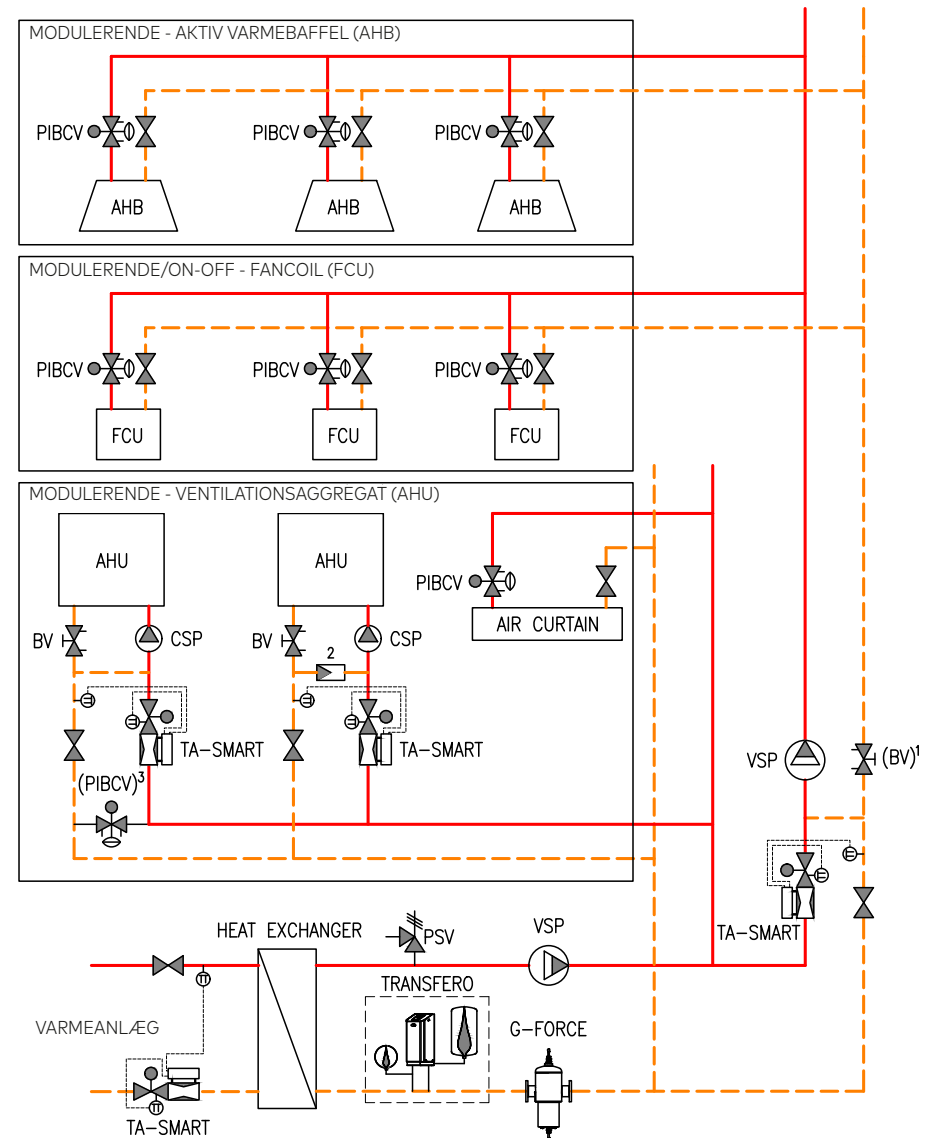 MODULERENDE - AKTIV VARMEBAFFEL (AHB)
PIBCV
PIBCV
PIBCV
AHB
AHB
AHB
MODULERENDE/ON-OFF - FANCOIL (FCU)
PIBCV
PIBCV
PIBCV
FCU
FCU
FCU
MODULERENDE - VENTILATIONSAGGREGAT (AHU)
AHU
AHU
PIBCV
AIR CURTAIN
BV
CSP
BV
2
CSP
TA-SMART
TA-SMART
(PIBCV)³
VSP
(BV)¹
TA-SMART
HEAT EXCHANGER
PSV
VSP
TRANSFERO
G-FORCE
VARMEANLÆG
TA-SMART